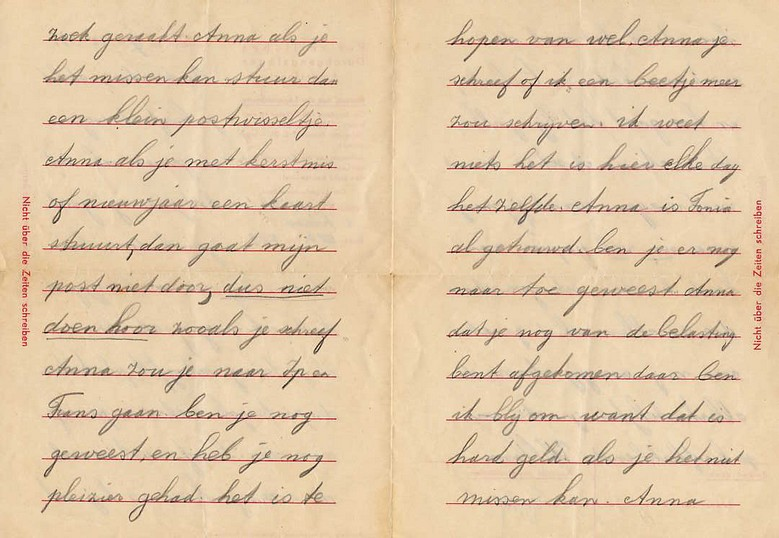 zoek geraakt. Anna als je
het missen kan stuur dan
een klein postwisseltje.
Anna als je met kerstmis
of nieuwjaar een kaart
stuurt, dan gaat mijn
post niet door, dus niet
doen hoor zooals je schreef
Anna zou je naar Ip en
Frans gaan ben je nog
geweest, en heb je nog
pleizier gehad. het is te
Nicht über die Zeilen schreiben
hopen van wel. Anna je
schreef of ik een beetje meer
zou schrijven. ik weet
niets het is hier elke dag
het zelfde. Anna is Fonia
al getrouwd. ben je er nog
naar toe geweest Anna
dat je nog van de belasting
bent afgekomen daar ben
ik blij om want dat is
hard geld. als je het niet
missen kan. Anna
Nicht über die Zeilen schreiben